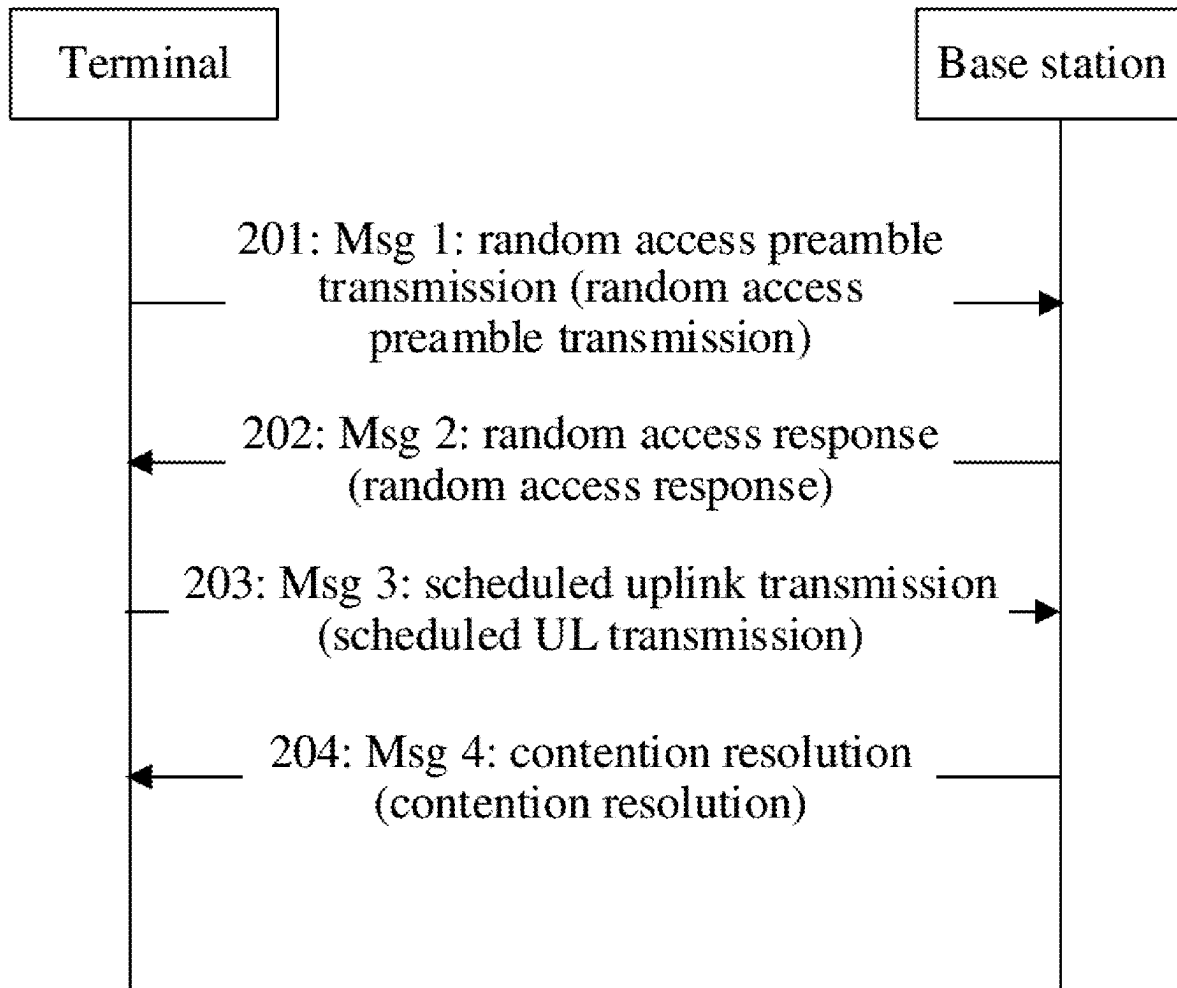 Terminal
Base station
201: Msg 1: random access preamble
transmission (random access
preamble transmission)
202: Msg 2: random access response
(random access response)
203: Msg 3: scheduled uplink transmission
(scheduled UL transmission)
204: Msg 4: contention resolution
(contention resolution)